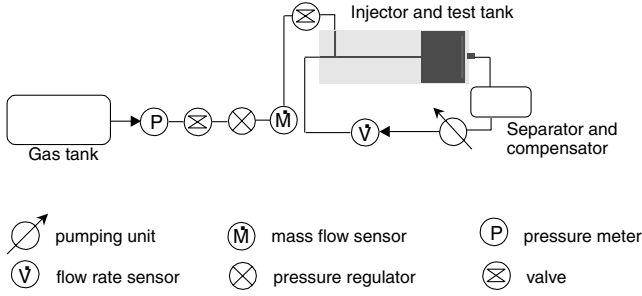 Injector and test tank
P
Ṁ
V̇
Gas tank
Separator and
compensator
pumping unit
Ṁ mass flow sensor
P pressure meter
V̇ flow rate sensor
pressure regulator
valve